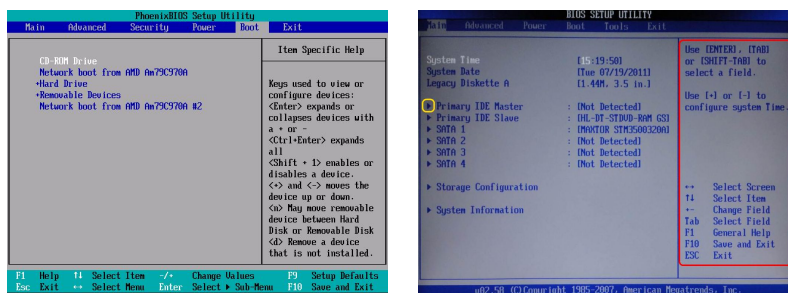 PhoenixBIOS Setup Utility
Main Advanced Security Power Boot Exit
Item Specific Help
CD-ROM Drive
Network boot from AMD Am79C970A
+Hard Drive
+Removable Devices
Network boot from AMD Am79C970A #2
Keys used to view or
configure devices:
<Enter> expands or
collapses devices with
a + or -
<Ctrl+Enter> expands
all
<Shift + 1> enables or
disables a device.
<+> and <-> moves the
device up or down.
<n> May move removable
device between Hard
Disk or Removable Disk
<d> Remove a device
that is not installed.
F1 Help ↑↓ Select Item -/+ Change Values F9 Setup Defaults
Esc Exit ↔ Select Menu Enter Select ▶ Sub-Menu F10 Save and Exit
BIOS SETUP UTILITY
Main Advanced Power Boot Tools Exit
System Time [15:19:50]
System Date [Tue 07/19/2011]
Legacy Diskette A [1.44M, 3.5 in.]
▶ Primary IDE Master : [Not Detected]
▶ Primary IDE Slave : [HL-DT-STDVD-RAM GS]
▶ SATA 1 : [MAXTOR STM3500320A]
▶ SATA 2 : [Not Detected]
▶ SATA 3 : [Not Detected]
▶ SATA 4 : [Not Detected]
▶ Storage Configuration
▶ System Information
Use [ENTER], [TAB]
or [SHIFT-TAB] to
select a field.
Use [+] or [-] to
configure system Time.
↔ Select Screen
↑↓ Select Item
+- Change Field
Tab Select Field
F1 General Help
F10 Save and Exit
ESC Exit
v02.58 (C)Copyright 1985-2007, American Megatrends, Inc.